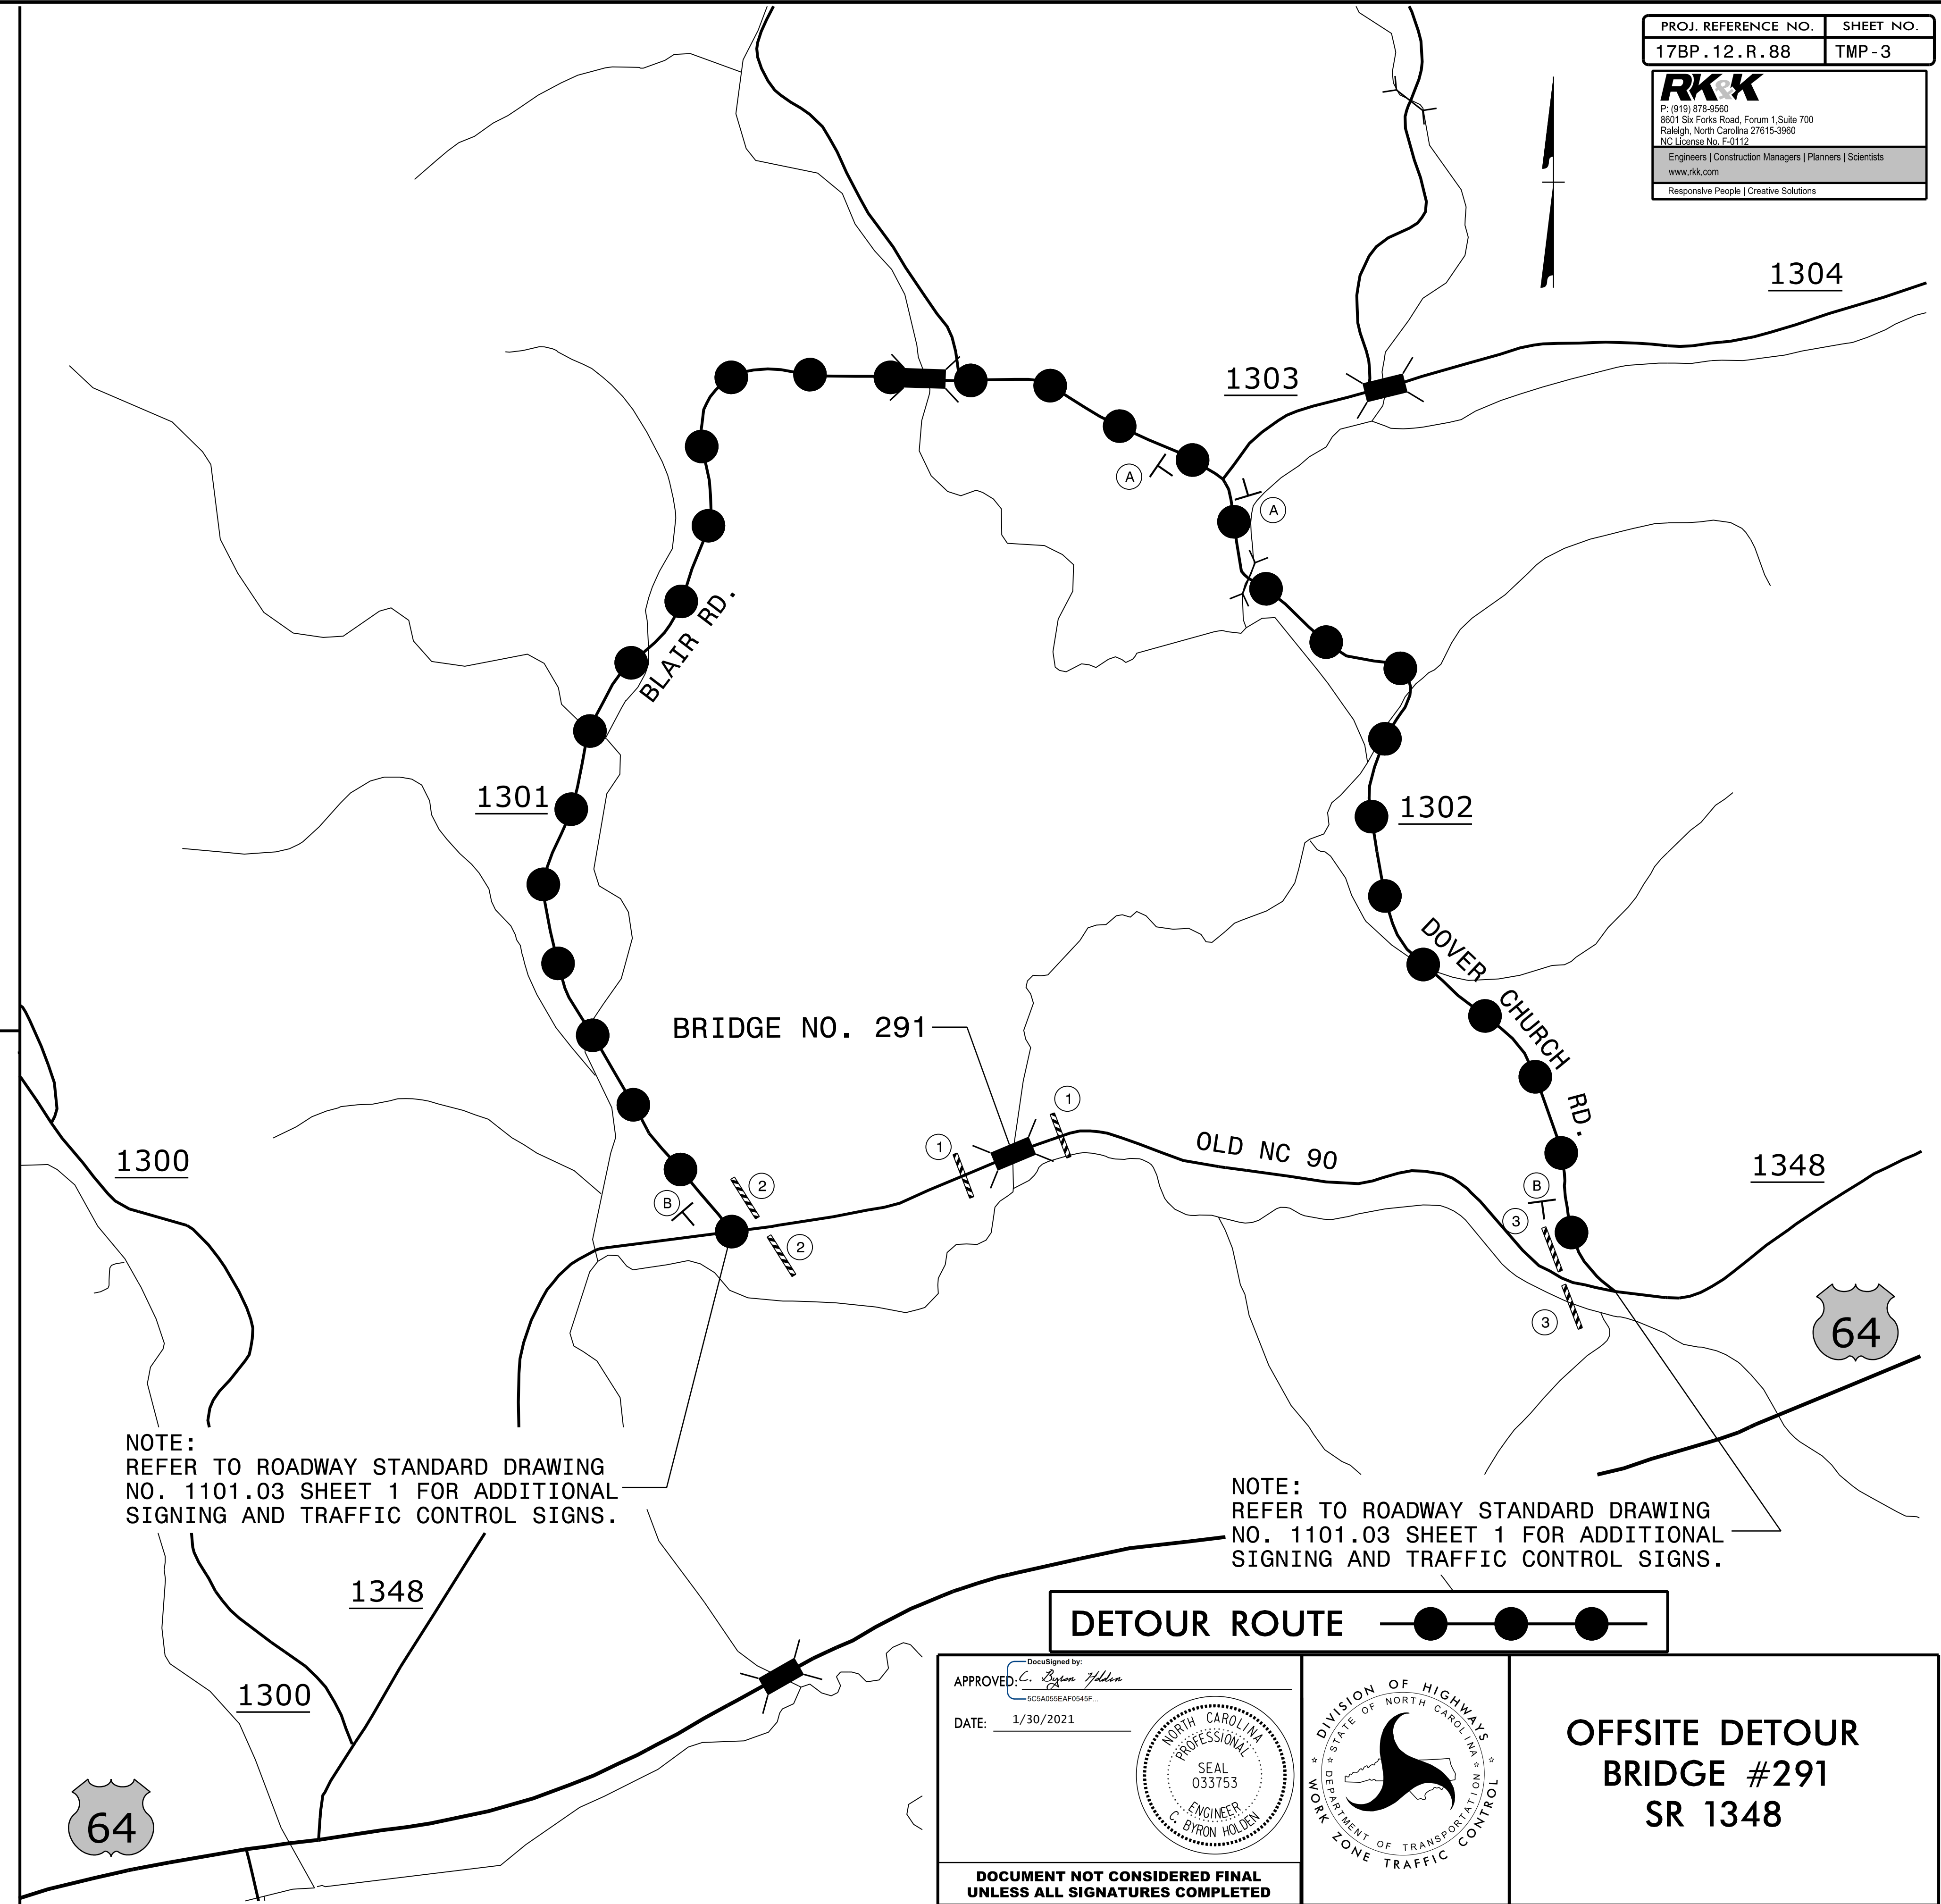 PROJ. REFERENCE NO. SHEET NO.
17BP.12.R.88 TMP-3
RK&K
P: (919) 878-9560
8601 Six Forks Road, Forum 1,Suite 700
Raleigh, North Carolina 27615-3960
NC License No. F-0112
Engineers | Construction Managers | Planners | Scientists
www.rkk.com
Responsive People | Creative Solutions
1304
1303
A
A
BLAIR RD.
1301
1302
DOVER CHURCH RD.
BRIDGE NO. 291
1
1
OLD NC 90
1300
1348
B
2
2
B
3
3
64
NOTE:
REFER TO ROADWAY STANDARD DRAWING
NO. 1101.03 SHEET 1 FOR ADDITIONAL
SIGNING AND TRAFFIC CONTROL SIGNS.
NOTE:
REFER TO ROADWAY STANDARD DRAWING
NO. 1101.03 SHEET 1 FOR ADDITIONAL
SIGNING AND TRAFFIC CONTROL SIGNS.
1348
1300
64
DETOUR ROUTE
DocuSigned by:
APPROVED: C. Byron Holden
5C5A055EAF0545F...
DATE: 1/30/2021
NORTH CAROLINA
PROFESSIONAL
SEAL
033753
ENGINEER
C. BYRON HOLDEN
DOCUMENT NOT CONSIDERED FINAL
UNLESS ALL SIGNATURES COMPLETED
DIVISION OF HIGHWAYS
STATE OF NORTH CAROLINA
DEPARTMENT OF TRANSPORTATION
WORK ZONE TRAFFIC CONTROL
OFFSITE DETOUR
BRIDGE #291
SR 1348